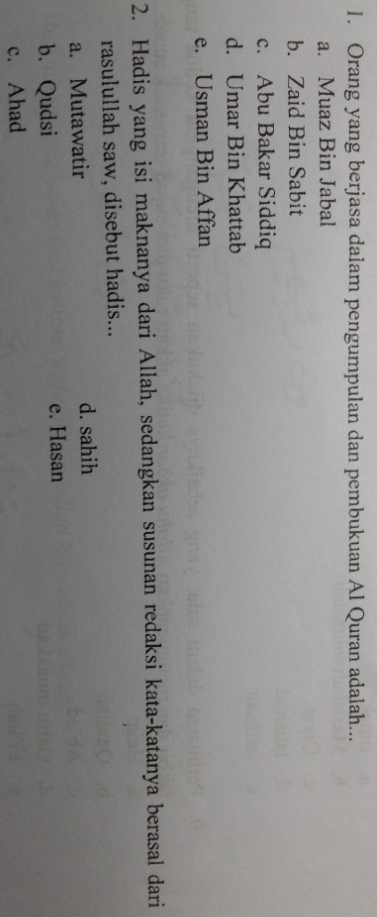 1. Orang yang berjasa dalam pengumpulan dan pembukuan Al Quran adalah...
a. Muaz Bin Jabal
b. Zaid Bin Sabit
c. Abu Bakar Siddiq
d. Umar Bin Khattab
e. Usman Bin Affan
2. Hadis yang isi maknanya dari Allah, sedangkan susunan redaksi kata-katanya berasal dari
rasulullah saw, disebut hadis...
a. Mutawatir d. sahih
b. Qudsi e. Hasan
c. Ahad